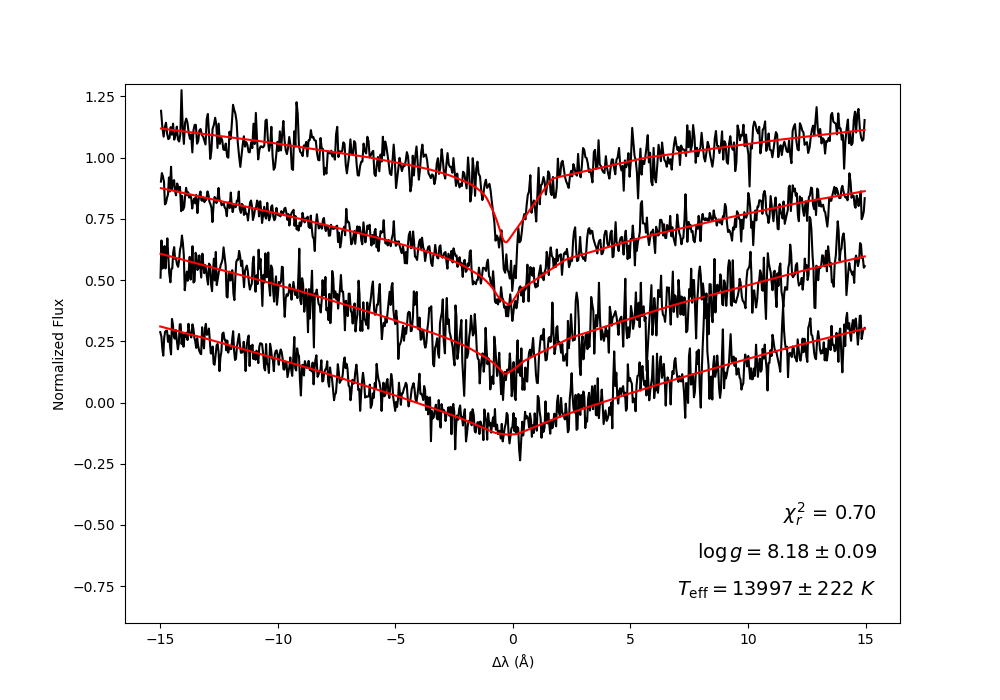 1.25
1.00
0.75
0.50
0.25
0.00
−0.25
−0.50
−0.75
Normalized Flux
χ²ᵣ = 0.70
log g = 8.18 ± 0.09
T_eff = 13997 ± 222 K
−15 −10 −5 0 5 10 15
Δλ (Å)